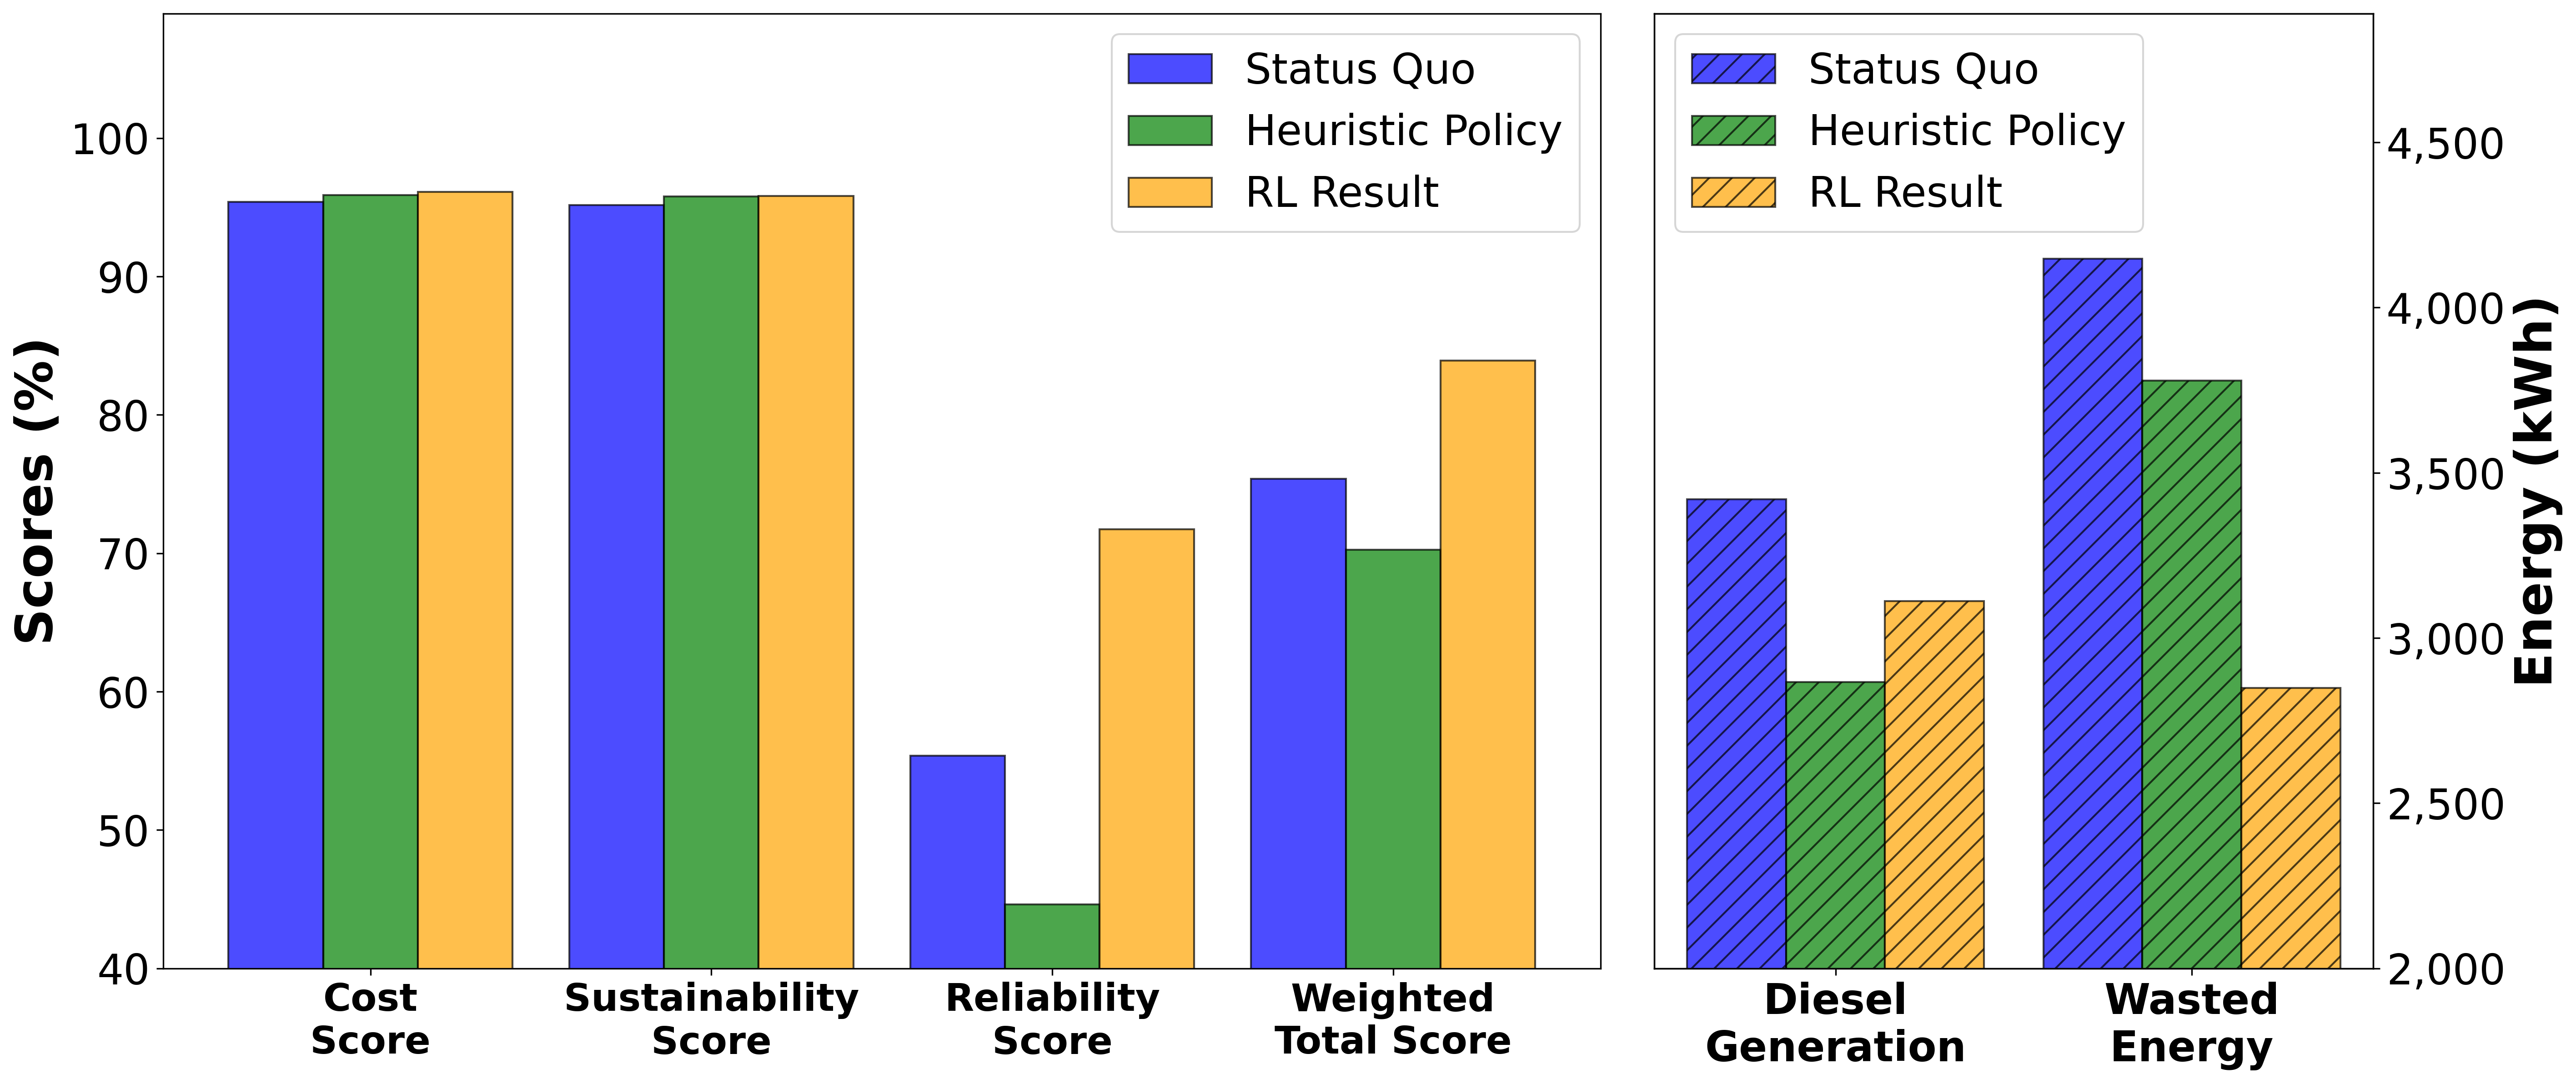 Scores (%)
100
90
80
70
60
50
40
Status Quo
Heuristic Policy
RL Result
Cost
Score
Sustainability
Score
Reliability
Score
Weighted
Total Score
Status Quo
Heuristic Policy
RL Result
4,500
4,000
3,500
3,000
2,500
2,000
Energy (kWh)
Diesel
Generation
Wasted
Energy